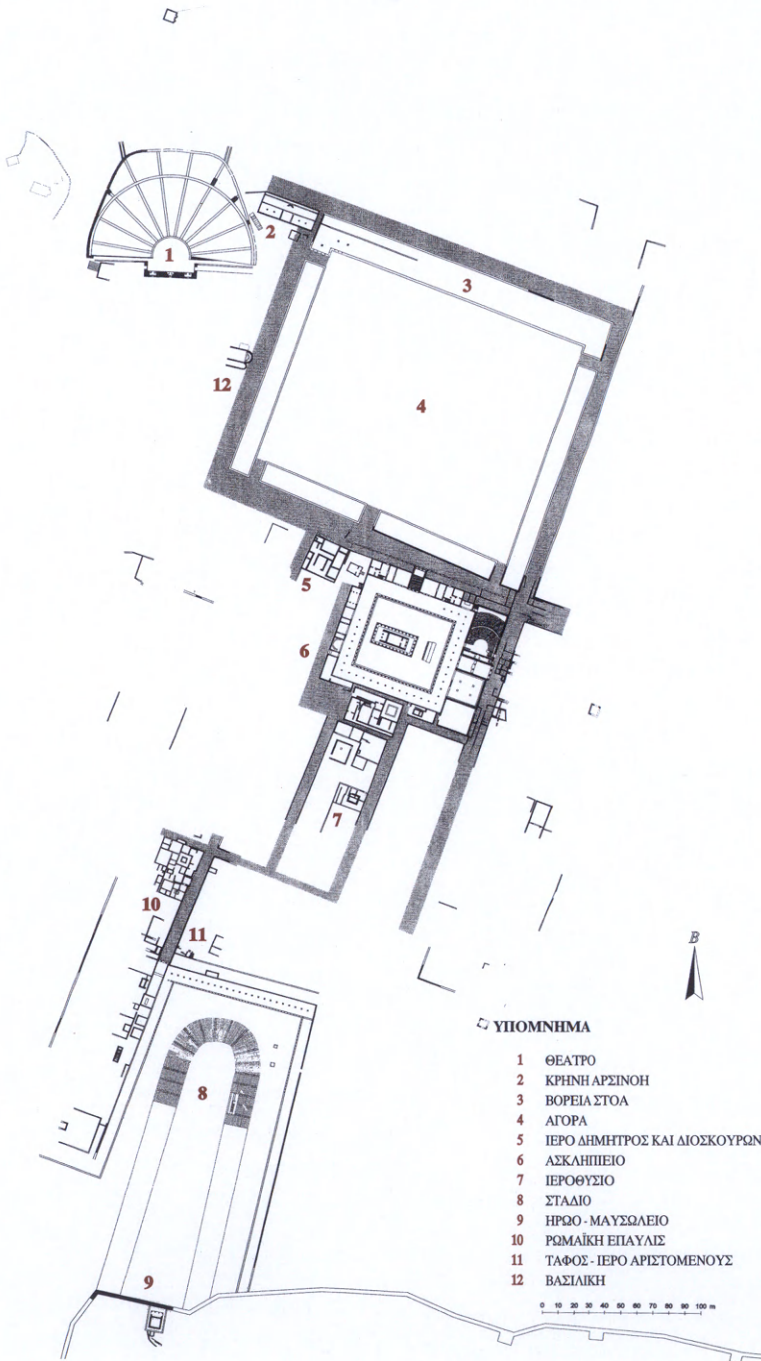 1
2
3
4
12
5
6
7
10
11
8
9
B
ΥΠΟΜΝΗΜΑ
1 ΘΕΑΤΡΟ
2 ΚΡΗΝΗ ΑΡΣΙΝΟΗ
3 ΒΟΡΕΙΑ ΣΤΟΑ
4 ΑΓΟΡΑ
5 ΙΕΡΟ ΔΗΜΗΤΡΟΣ ΚΑΙ ΔΙΟΣΚΟΥΡΩΝ
6 ΑΣΚΛΗΠΙΕΙΟ
7 ΙΕΡΟΘΥΣΙΟ
8 ΣΤΑΔΙΟ
9 ΗΡΩΟ - ΜΑΥΣΩΛΕΙΟ
10 ΡΩΜΑΪΚΗ ΕΠΑΥΛΙΣ
11 ΤΑΦΟΣ - ΙΕΡΟ ΑΡΙΣΤΟΜΕΝΟΥΣ
12 ΒΑΣΙΛΙΚΗ
0 10 20 30 40 50 60 70 80 90 100 m